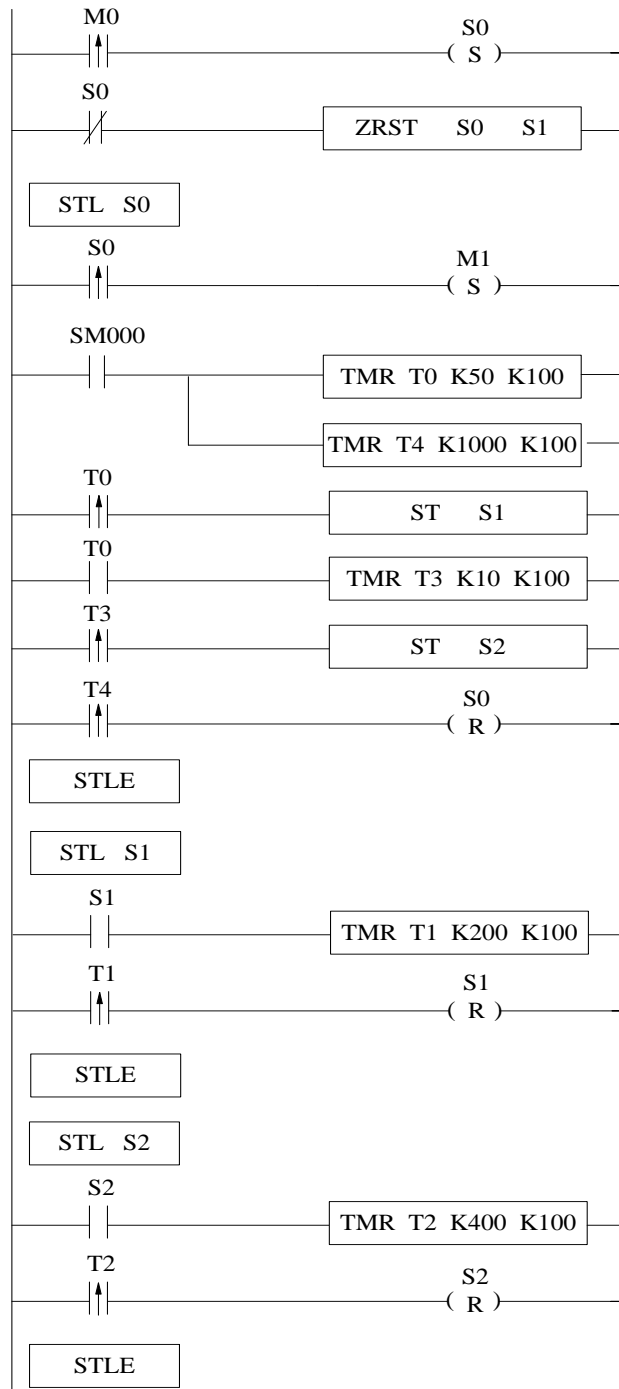 M0
S0
( S )
S0
ZRST S0 S1
STL S0
S0
M1
( S )
SM000
TMR T0 K50 K100
TMR T4 K1000 K100
T0
ST S1
T0
TMR T3 K10 K100
T3
ST S2
T4
S0
( R )
STLE
STL S1
S1
TMR T1 K200 K100
T1
S1
( R )
STLE
STL S2
S2
TMR T2 K400 K100
T2
S2
( R )
STLE